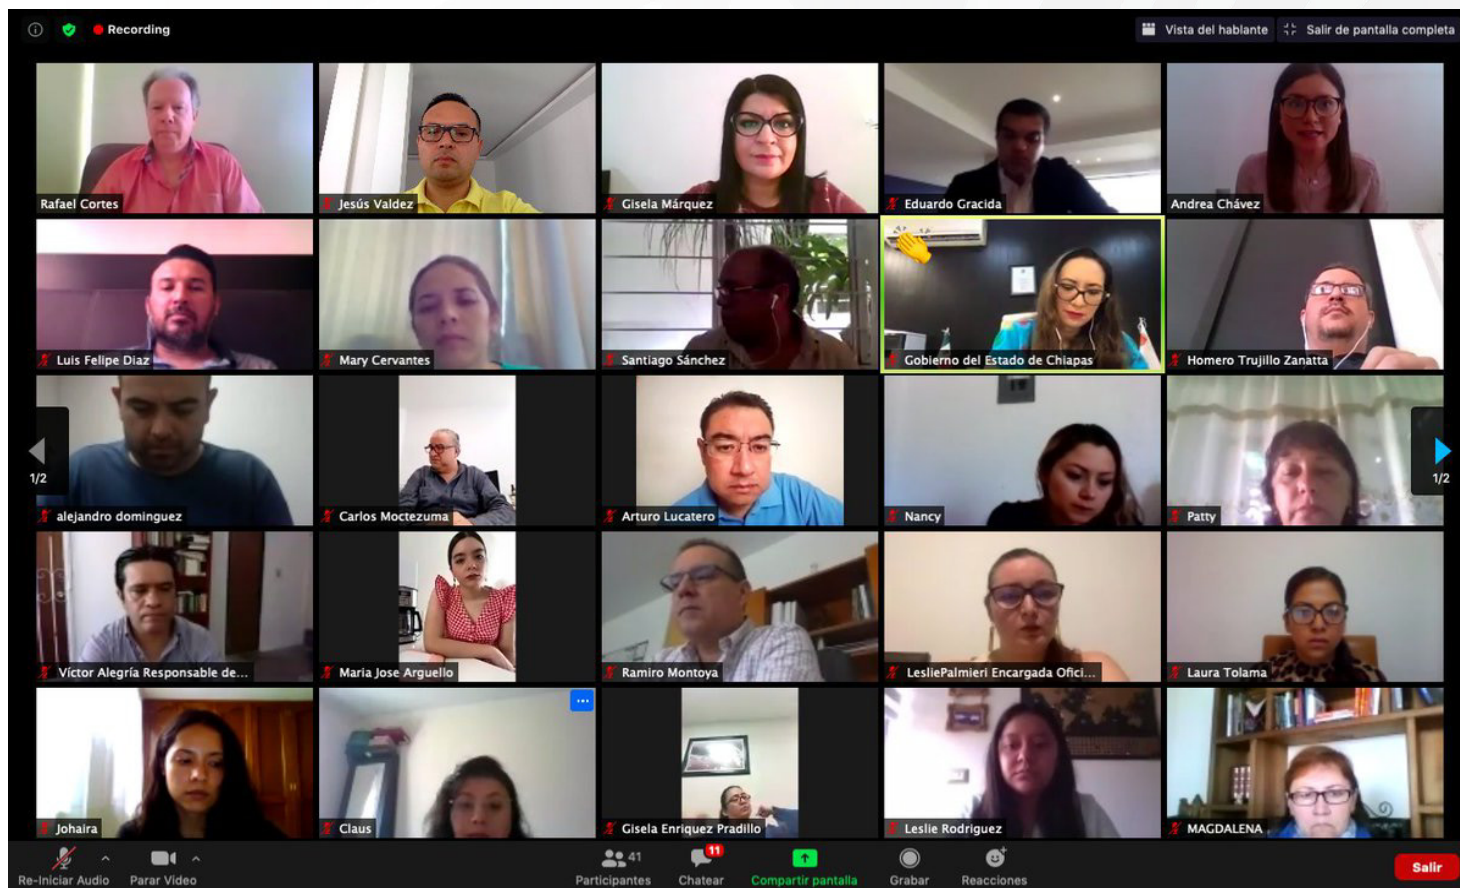 Recording
Vista del hablante
Salir de pantalla completa
Rafael Cortes
Jesús Valdez
Gisela Márquez
Eduardo Gracida
Andrea Chávez
Luis Felipe Diaz
Mary Cervantes
Santiago Sánchez
Gobierno del Estado de Chiapas
Homero Trujillo Zanatta
1/2
1/2
alejandro dominguez
Carlos Moctezuma
Arturo Lucatero
Nancy
Patty
Víctor Alegría Responsable de...
Maria Jose Arguello
Ramiro Montoya
LesliePalmieri Encargada Ofici...
Laura Tolama
Johaira
Claus
Gisela Enriquez Pradillo
Leslie Rodriguez
MAGDALENA
Re-Iniciar Audio
Parar Video
41
Participantes
11
Chatear
Compartir pantalla
Grabar
Reacciones
Salir